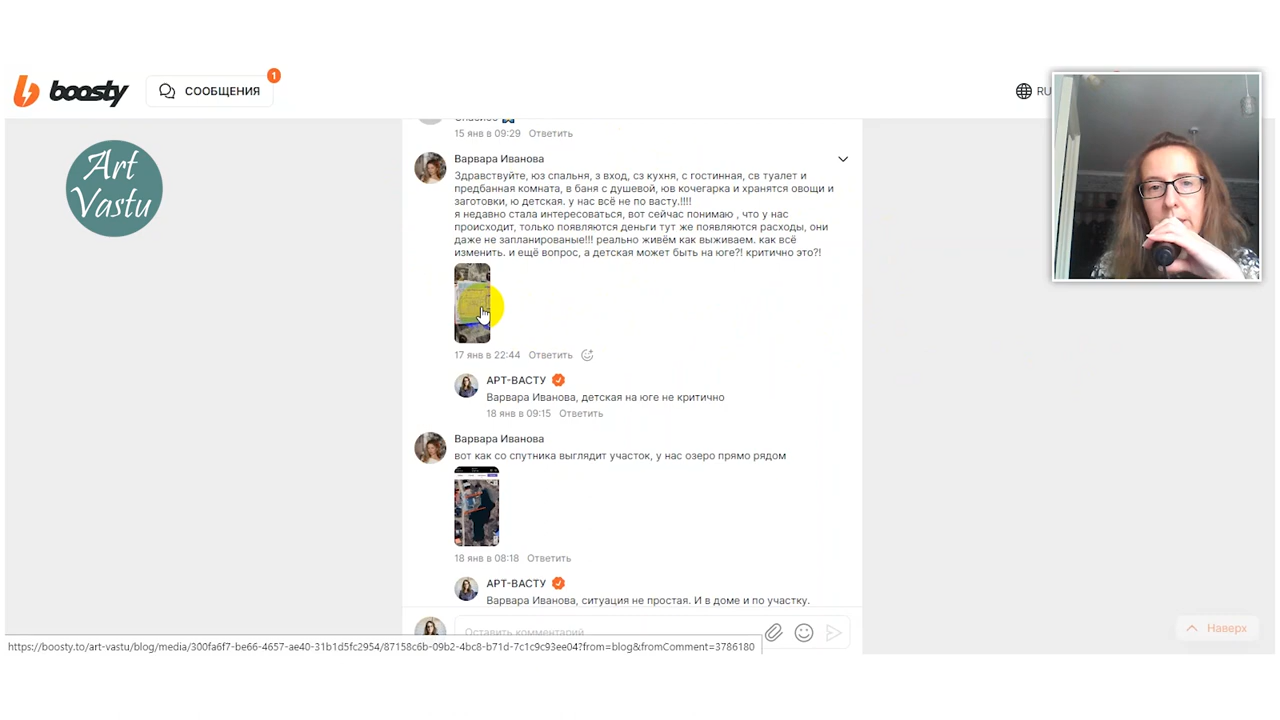 boosty
СООБЩЕНИЯ
1
RU
Art
Vastu
15 янв в 09:29 Ответить
Варвара Иванова
Здравствуйте, юз спальня, з вход, сз кухня, с гостинная, св туалет и
предбанная комната, в баня с душевой, юв кочегарка и хранятся овощи и
заготовки, ю детская. у нас всё не по васту.!!!!
я недавно стала интересоваться, вот сейчас понимаю , что у нас
происходит, только появляются деньги тут же появляются расходы, они
даже не запланированые!!! реально живём как выживаем. как всё
изменить. и ещё вопрос, а детская может быть на юге?! критично это?!
17 янв в 22:44 Ответить
АРТ-ВАСТУ
Варвара Иванова, детская на юге не критично
18 янв в 09:15 Ответить
Варвара Иванова
вот как со спутника выглядит участок, у нас озеро прямо рядом
18 янв в 08:18 Ответить
АРТ-ВАСТУ
Варвара Иванова, ситуация не простая. И в доме и по участку.
Оставить комментарий
Наверх
https://boosty.to/art-vastu/blog/media/300fa6f7-be66-4657-ae40-31b1d5fc2954/87158c6b-09b2-4bc8-b71d-7c1c9c93ee04?from=blog&fromComment=3786180